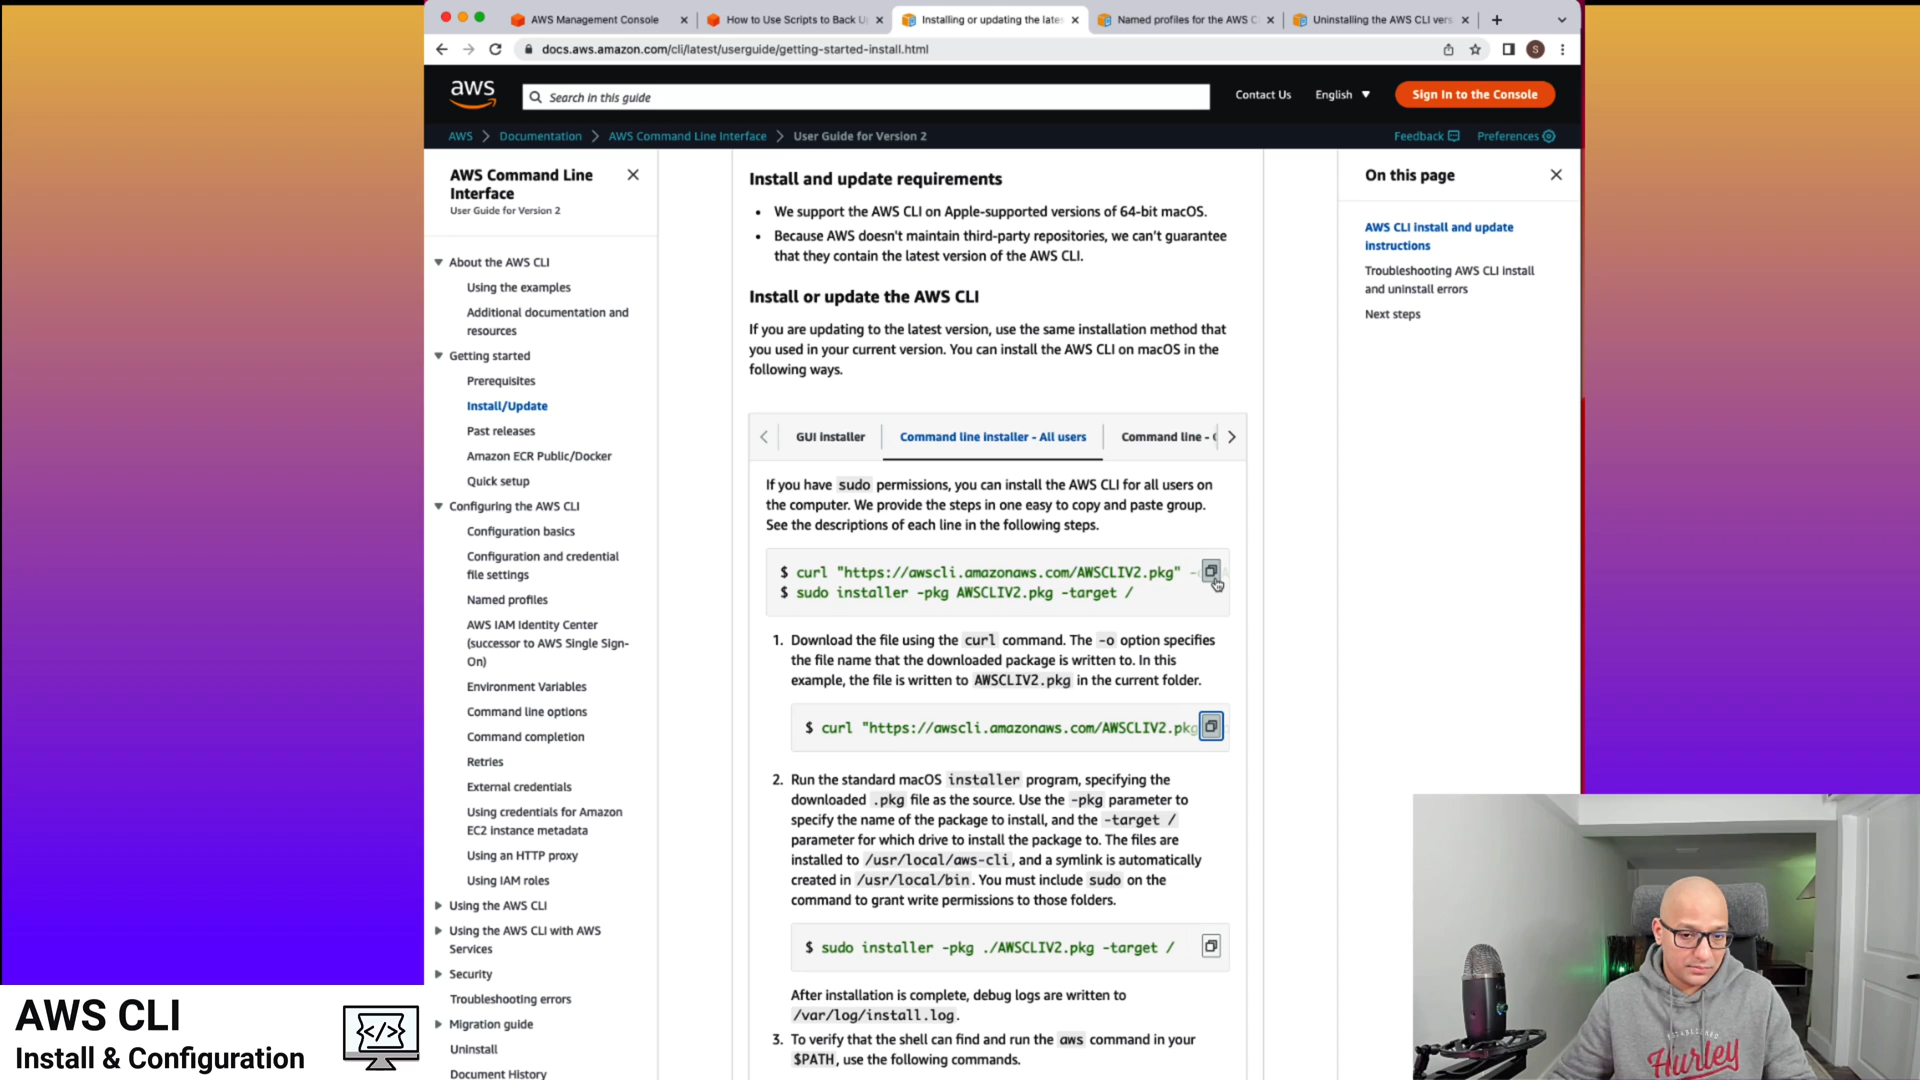 AWS Management Console
How to Use Scripts to Back U
Installing or updating the lates
Named profiles for the AWS C
Uninstalling the AWS CLI vers
docs.aws.amazon.com/cli/latest/userguide/getting-started-install.html
S
aws
Search in this guide
Contact Us
English
Sign In to the Console
AWS
Documentation
AWS Command Line Interface
User Guide for Version 2
Feedback
Preferences
AWS Command Line
Interface
User Guide for Version 2
About the AWS CLI
Using the examples
Additional documentation and
resources
Getting started
Prerequisites
Install/Update
Past releases
Amazon ECR Public/Docker
Quick setup
Configuring the AWS CLI
Configuration basics
Configuration and credential
file settings
Named profiles
AWS IAM Identity Center
(successor to AWS Single Sign-
On)
Environment Variables
Command line options
Command completion
Retries
External credentials
Using credentials for Amazon
EC2 instance metadata
Using an HTTP proxy
Using IAM roles
Using the AWS CLI
Using the AWS CLI with AWS
Services
Security
Troubleshooting errors
Migration guide
Uninstall
Document History
Install and update requirements
• We support the AWS CLI on Apple-supported versions of 64-bit macOS.
• Because AWS doesn't maintain third-party repositories, we can't guarantee
that they contain the latest version of the AWS CLI.
Install or update the AWS CLI
If you are updating to the latest version, use the same installation method that
you used in your current version. You can install the AWS CLI on macOS in the
following ways.
GUI installer
Command line installer - All users
Command line -
If you have sudo permissions, you can install the AWS CLI for all users on
the computer. We provide the steps in one easy to copy and paste group.
See the descriptions of each line in the following steps.
$ curl "https://awscli.amazonaws.com/AWSCLIV2.pkg" -
$ sudo installer -pkg AWSCLIV2.pkg -target /
1. Download the file using the curl command. The -o option specifies
the file name that the downloaded package is written to. In this
example, the file is written to AWSCLIV2.pkg in the current folder.
$ curl "https://awscli.amazonaws.com/AWSCLIV2.pkg
2. Run the standard macOS installer program, specifying the
downloaded .pkg file as the source. Use the -pkg parameter to
specify the name of the package to install, and the -target /
parameter for which drive to install the package to. The files are
installed to /usr/local/aws-cli, and a symlink is automatically
created in /usr/local/bin. You must include sudo on the
command to grant write permissions to those folders.
$ sudo installer -pkg ./AWSCLIV2.pkg -target /
After installation is complete, debug logs are written to
/var/log/install.log.
3. To verify that the shell can find and run the aws command in your
$PATH, use the following commands.
On this page
AWS CLI install and update
instructions
Troubleshooting AWS CLI install
and uninstall errors
Next steps
AWS CLI
Install & Configuration
</>
Hurley